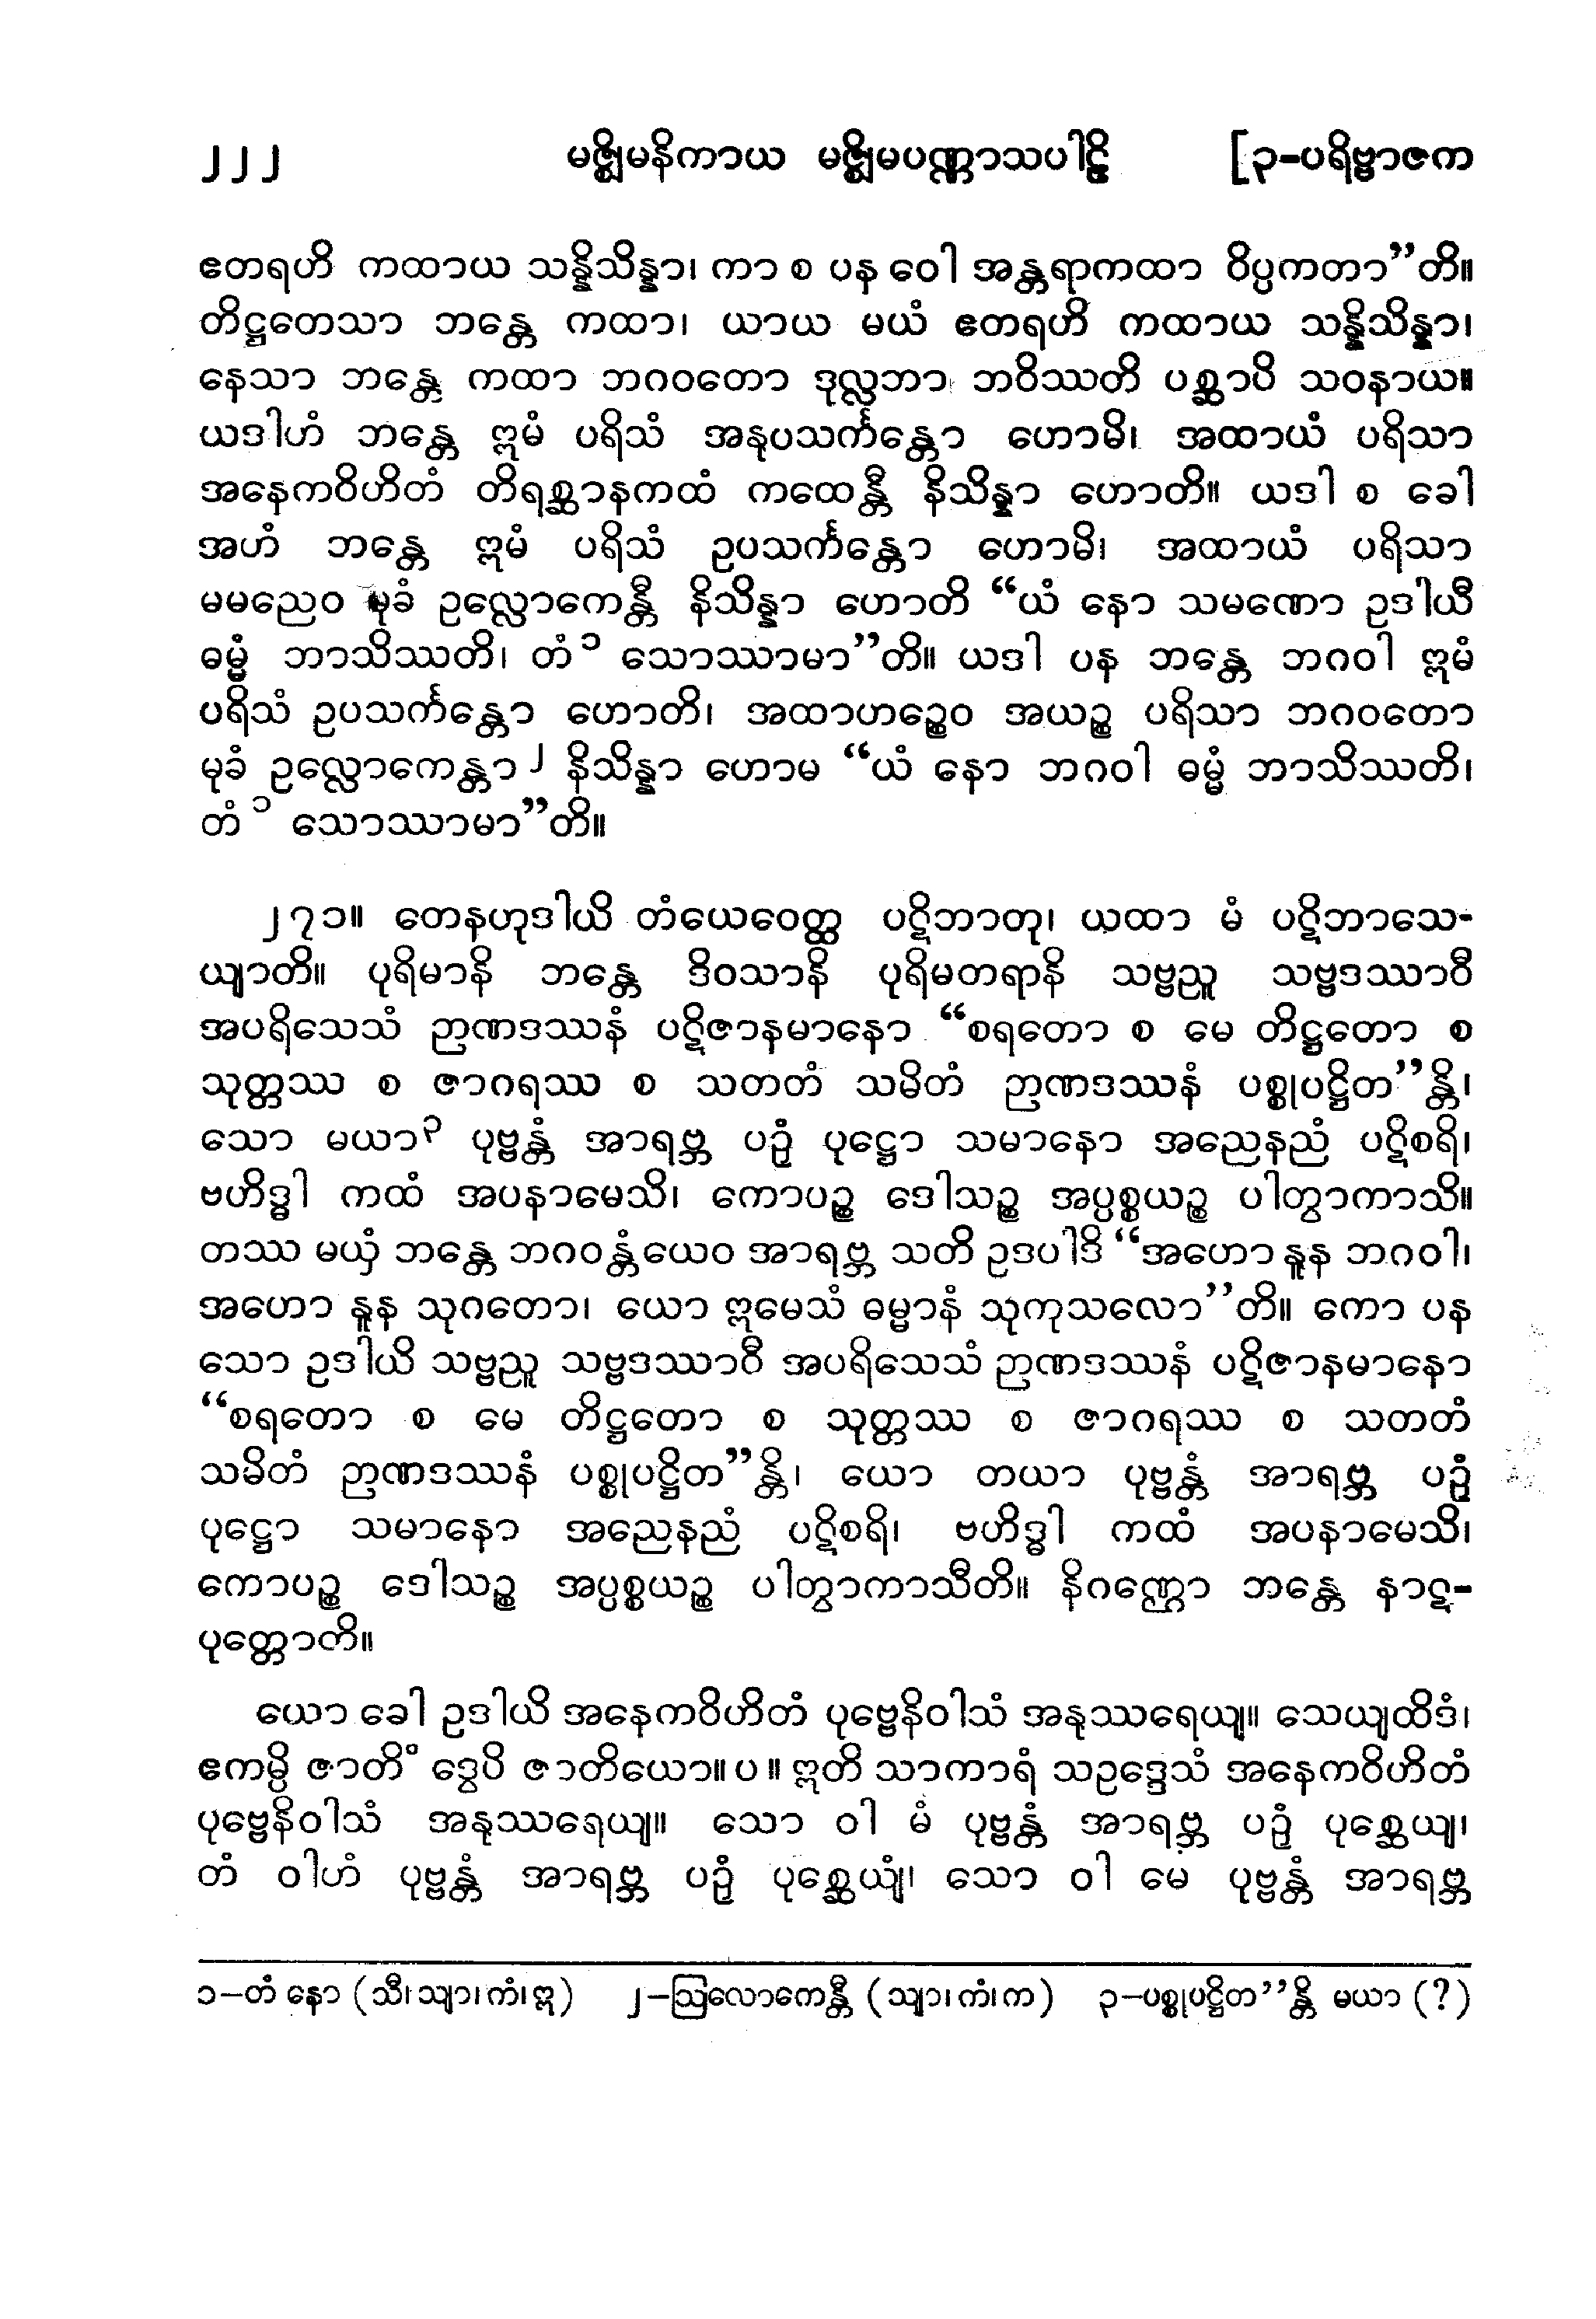 ၂၂၂ မဇ္ဈိမနိကာယ မဇ္ဈိမပဏ္ဏာသပါဠိ [၃-ပရိဗ္ဗာဇက
ဧတရဟိ ကထာယ သန္နိသိန္နာ၊ ကာ စ ပန ဝေါ အန္တရာကထာ ဝိပ္ပကတာ”တိ။
တိဋ္ဌတေသာ ဘန္တေ ကထာ၊ ယာယ မယံ ဧတရဟိ ကထာယ သန္နိသိန္နာ၊
နေသာ ဘန္တေ ကထာ ဘဂဝတော ဒုလ္လဘာ ဘဝိဿတိ ပစ္ဆာပိ သဝနာယ။
ယဒါဟံ ဘန္တေ ဣမံ ပရိသံ အနုပသင်္ကန္တော ဟောမိ၊ အထာယံ ပရိသာ
အနေကဝိဟိတံ တိရစ္ဆာနကထံ ကထေန္တီ နိသိန္နာ ဟောတိ။ ယဒါ စ ခေါ
အဟံ ဘန္တေ ဣမံ ပရိသံ ဥပသင်္ကန္တော ဟောမိ၊ အထာယံ ပရိသာ
မမညေဝ မုခံ ဥလ္လောကေန္တီ နိသိန္နာ ဟောတိ “ယံ နော သမဏော ဥဒါယီ
ဓမ္မံ ဘာသိဿတိ၊ တံ၁ သောဿာမာ”တိ။ ယဒါ ပန ဘန္တေ ဘဂဝါ ဣမံ
ပရိသံ ဥပသင်္ကန္တော ဟောတိ၊ အထာဟဉ္စေဝ အယဉ္စ ပရိသာ ဘဂဝတော
မုခံ ဥလ္လောကေန္တာ၂ နိသိန္နာ ဟောမ “ယံ နော ဘဂဝါ ဓမ္မံ ဘာသိဿတိ၊
တံ၁ သောဿာမာ”တိ။
၂၇၁။ တေနဟုဒါယိ တံယေဝေတ္ထ ပဋိဘာတု၊ ယထာ မံ ပဋိဘာသေ-
ယျာတိ။ ပုရိမာနိ ဘန္တေ ဒိဝသာနိ ပုရိမတရာနိ သဗ္ဗညူ သဗ္ဗဒဿာဝီ
အပရိသေသံ ဉာဏဒဿနံ ပဋိဇာနမာနော “စရတော စ မေ တိဋ္ဌတော စ
သုတ္တဿ စ ဇာဂရဿ စ သတတံ သမိတံ ဉာဏဒဿနံ ပစ္စုပဋ္ဌိတ”န္တိ၊
သော မယာ၃ ပုဗ္ဗန္တံ အာရဗ္ဘ ပဉှံ ပုဋ္ဌော သမာနော အညေနညံ ပဋိစရိ၊
ဗဟိဒ္ဓါ ကထံ အပနာမေသိ၊ ကောပဉ္စ ဒေါသဉ္စ အပ္ပစ္စယဉ္စ ပါတွာကာသိ။
တဿ မယှံ ဘန္တေ ဘဂဝန္တံယေဝ အာရဗ္ဘ သတိ ဥဒပါဒိ “အဟော နူန ဘဂဝါ၊
အဟော နူန သုဂတော၊ ယော ဣမေသံ ဓမ္မာနံ သုကုသလော”တိ။ ကော ပန
သော ဥဒါယိ သဗ္ဗညူ သဗ္ဗဒဿာဝီ အပရိသေသံ ဉာဏဒဿနံ ပဋိဇာနမာနော
“စရတော စ မေ တိဋ္ဌတော စ သုတ္တဿ စ ဇာဂရဿ စ သတတံ
သမိတံ ဉာဏဒဿနံ ပစ္စုပဋ္ဌိတ”န္တိ၊ ယော တယာ ပုဗ္ဗန္တံ အာရဗ္ဘ ပဉှံ
ပုဋ္ဌော သမာနော အညေနညံ ပဋိစရိ၊ ဗဟိဒ္ဓါ ကထံ အပနာမေသိ၊
ကောပဉ္စ ဒေါသဉ္စ အပ္ပစ္စယဉ္စ ပါတွာကာသီတိ။ နိဂဏ္ဌော ဘန္တေ နာဋ-
ပုတ္တောတိ။
ယော ခေါ ဥဒါယိ အနေကဝိဟိတံ ပုဗ္ဗေနိဝါသံ အနုဿရေယျ။ သေယျထိဒံ၊
ဧကမ္ပိ ဇာတိံ ဒွေပိ ဇာတိယော။ ပ ။ ဣတိ သာကာရံ သဥဒ္ဒေသံ အနေကဝိဟိတံ
ပုဗ္ဗေနိဝါသံ အနုဿရေယျ။ သော ဝါ မံ ပုဗ္ဗန္တံ အာရဗ္ဘ ပဉှံ ပုစ္ဆေယျ၊
တံ ဝါဟံ ပုဗ္ဗန္တံ အာရဗ္ဘ ပဉှံ ပုစ္ဆေယျံ၊ သော ဝါ မေ ပုဗ္ဗန္တံ အာရဗ္ဘ
၁-တံ နော (သီ၊ သျာ၊ ကံ၊ ဣ) ၂-ဩလောကေန္တီ (သျာ၊ ကံ၊ က) ၃-ပစ္စုပဋ္ဌိတ”န္တိ မယာ (?)